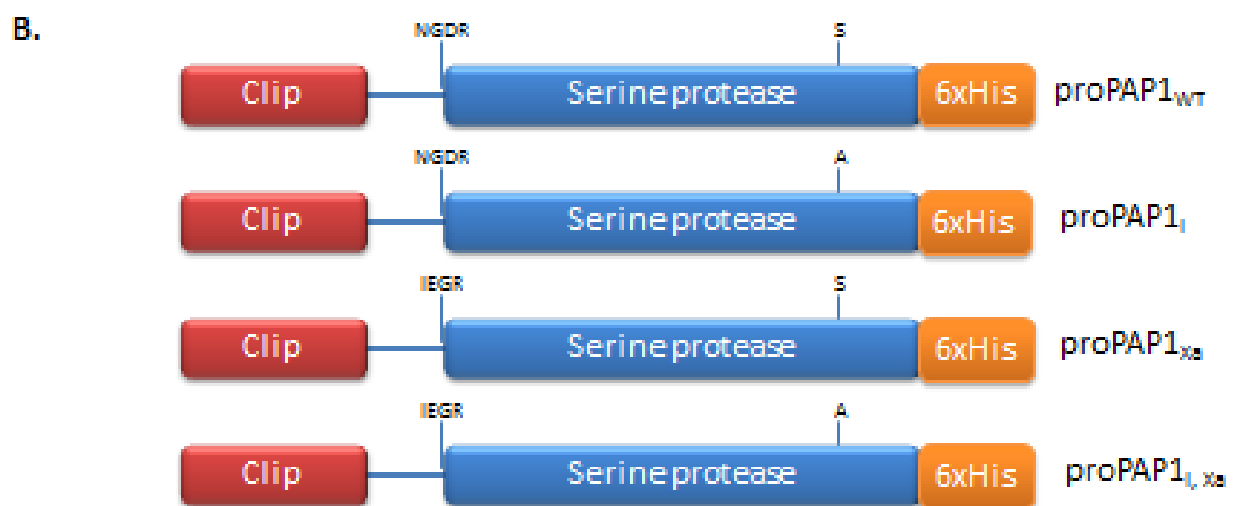 B.
NGDR S
Clip Serine protease 6xHis proPAP1WT
NGDR A
Clip Serine protease 6xHis proPAP1I
IEGR S
Clip Serine protease 6xHis proPAP1Xa
IEGR A
Clip Serine protease 6xHis proPAP1I, Xa